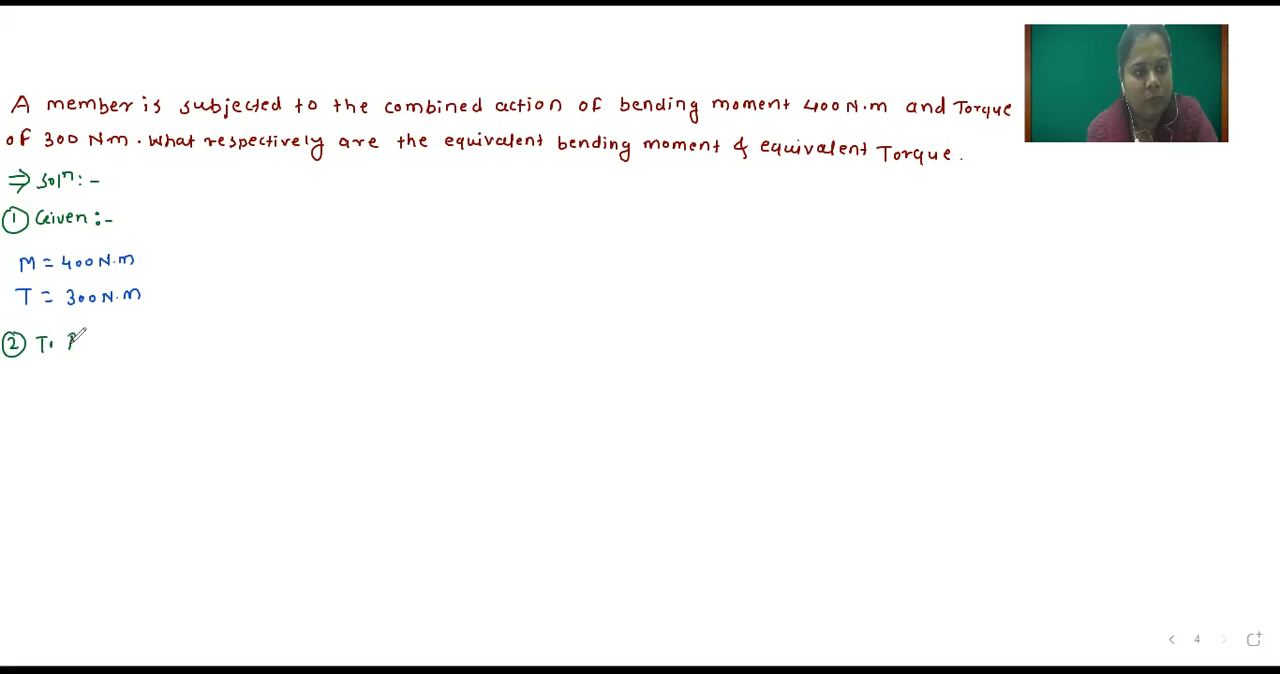 A member is subjected to the combined action of bending moment 400 N.m and Torque
of 300 Nm. What respectively are the equivalent bending moment & equivalent Torque.
⇒ Solⁿ:-
① Given :-
M = 400 N.m
T = 300 N.m
② T.
4